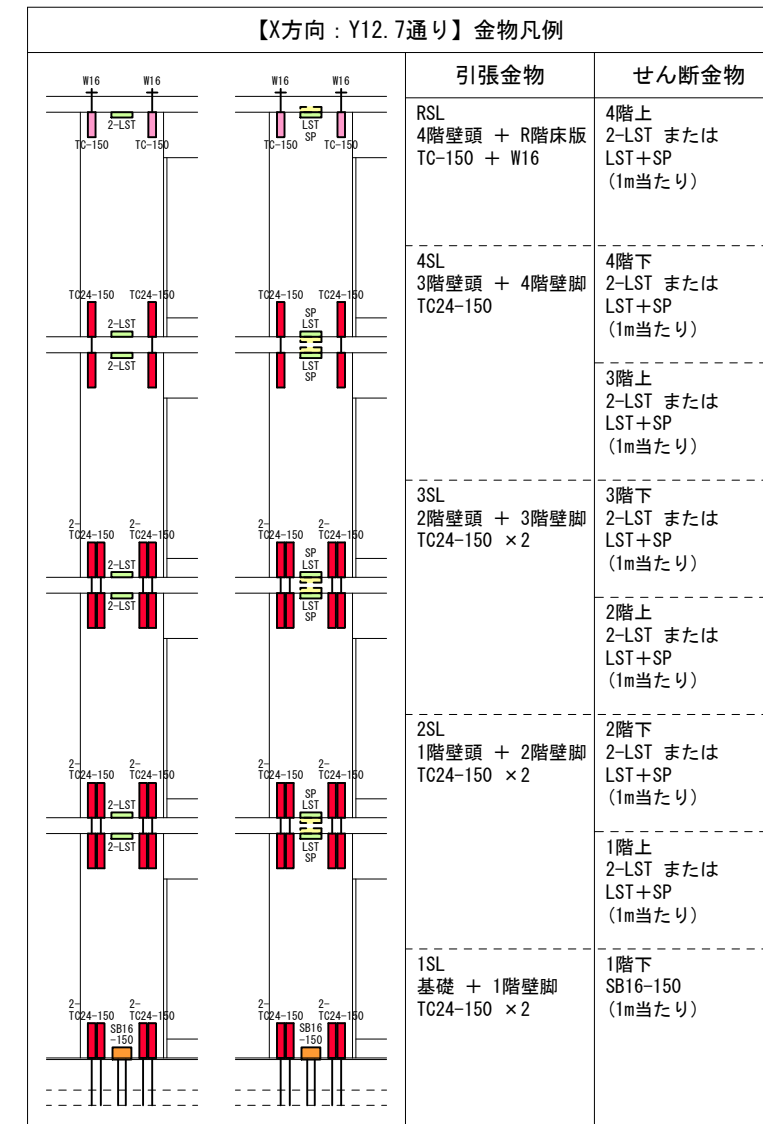 【X方向：Y12.7通り】金物凡例
引張金物
せん断金物
W16 W16
2-LST
TC-150 TC-150
W16 W16
LST
SP
TC-150 TC-150
RSL
4階壁頭 ＋ R階床版
TC-150 ＋ W16
4階上
2-LST または
LST＋SP
(1m当たり)
TC24-150 TC24-150
2-LST
2-LST
TC24-150 TC24-150
SP
LST
LST
SP
4SL
3階壁頭 ＋ 4階壁脚
TC24-150
4階下
2-LST または
LST＋SP
(1m当たり)
3階上
2-LST または
LST＋SP
(1m当たり)
2- 2-
TC24-150 TC24-150
2-LST
2-LST
2- 2-
TC24-150 TC24-150
SP
LST
LST
SP
3SL
2階壁頭 ＋ 3階壁脚
TC24-150 ×2
3階下
2-LST または
LST＋SP
(1m当たり)
2階上
2-LST または
LST＋SP
(1m当たり)
2- 2-
TC24-150 TC24-150
2-LST
2-LST
2- 2-
TC24-150 TC24-150
SP
LST
LST
SP
2SL
1階壁頭 ＋ 2階壁脚
TC24-150 ×2
2階下
2-LST または
LST＋SP
(1m当たり)
1階上
2-LST または
LST＋SP
(1m当たり)
2- 2-
TC24-150 TC24-150
SB16
-150
2- 2-
TC24-150 TC24-150
SB16
-150
1SL
基礎 ＋ 1階壁脚
TC24-150 ×2
1階下
SB16-150
(1m当たり)